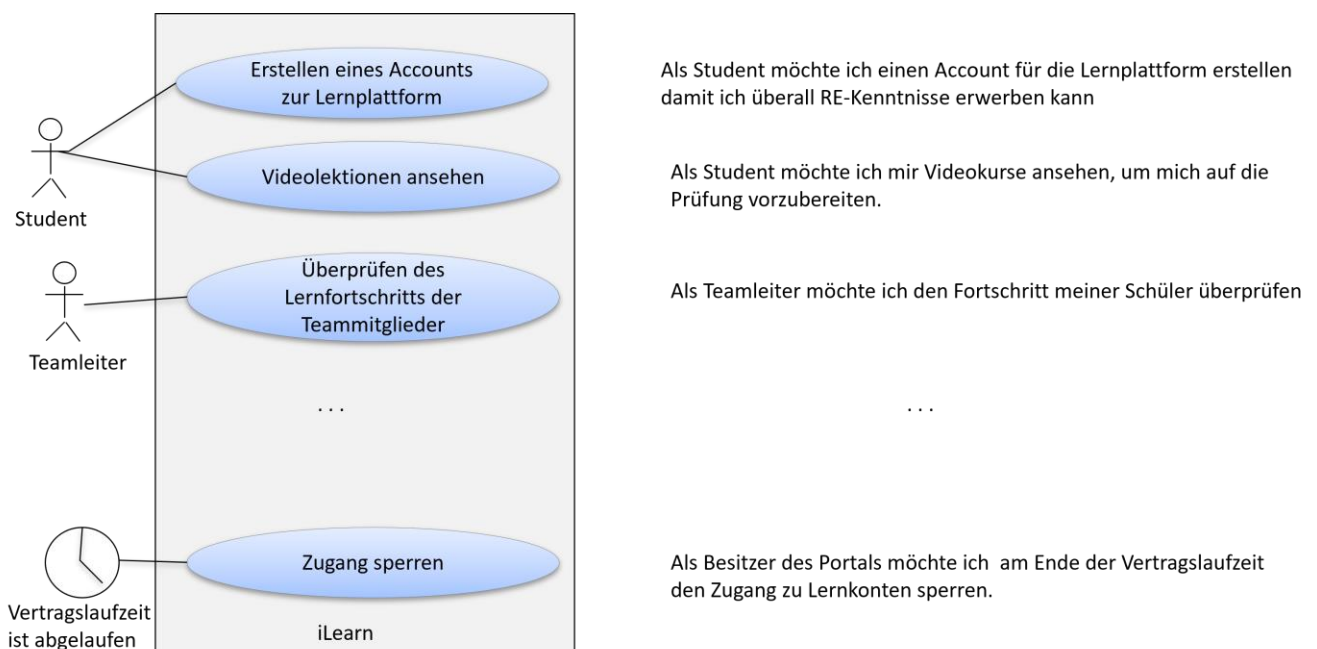 Erstellen eines Accounts
zur Lernplattform
Als Student möchte ich einen Account für die Lernplattform erstellen
damit ich überall RE-Kenntnisse erwerben kann
Student
Videolektionen ansehen
Als Student möchte ich mir Videokurse ansehen, um mich auf die
Prüfung vorzubereiten.
Teamleiter
Überprüfen des
Lernfortschritts der
Teammitglieder
Als Teamleiter möchte ich den Fortschritt meiner Schüler überprüfen
. . .
. . .
Vertragslaufzeit
ist abgelaufen
Zugang sperren
Als Besitzer des Portals möchte ich am Ende der Vertragslaufzeit
den Zugang zu Lernkonten sperren.
iLearn